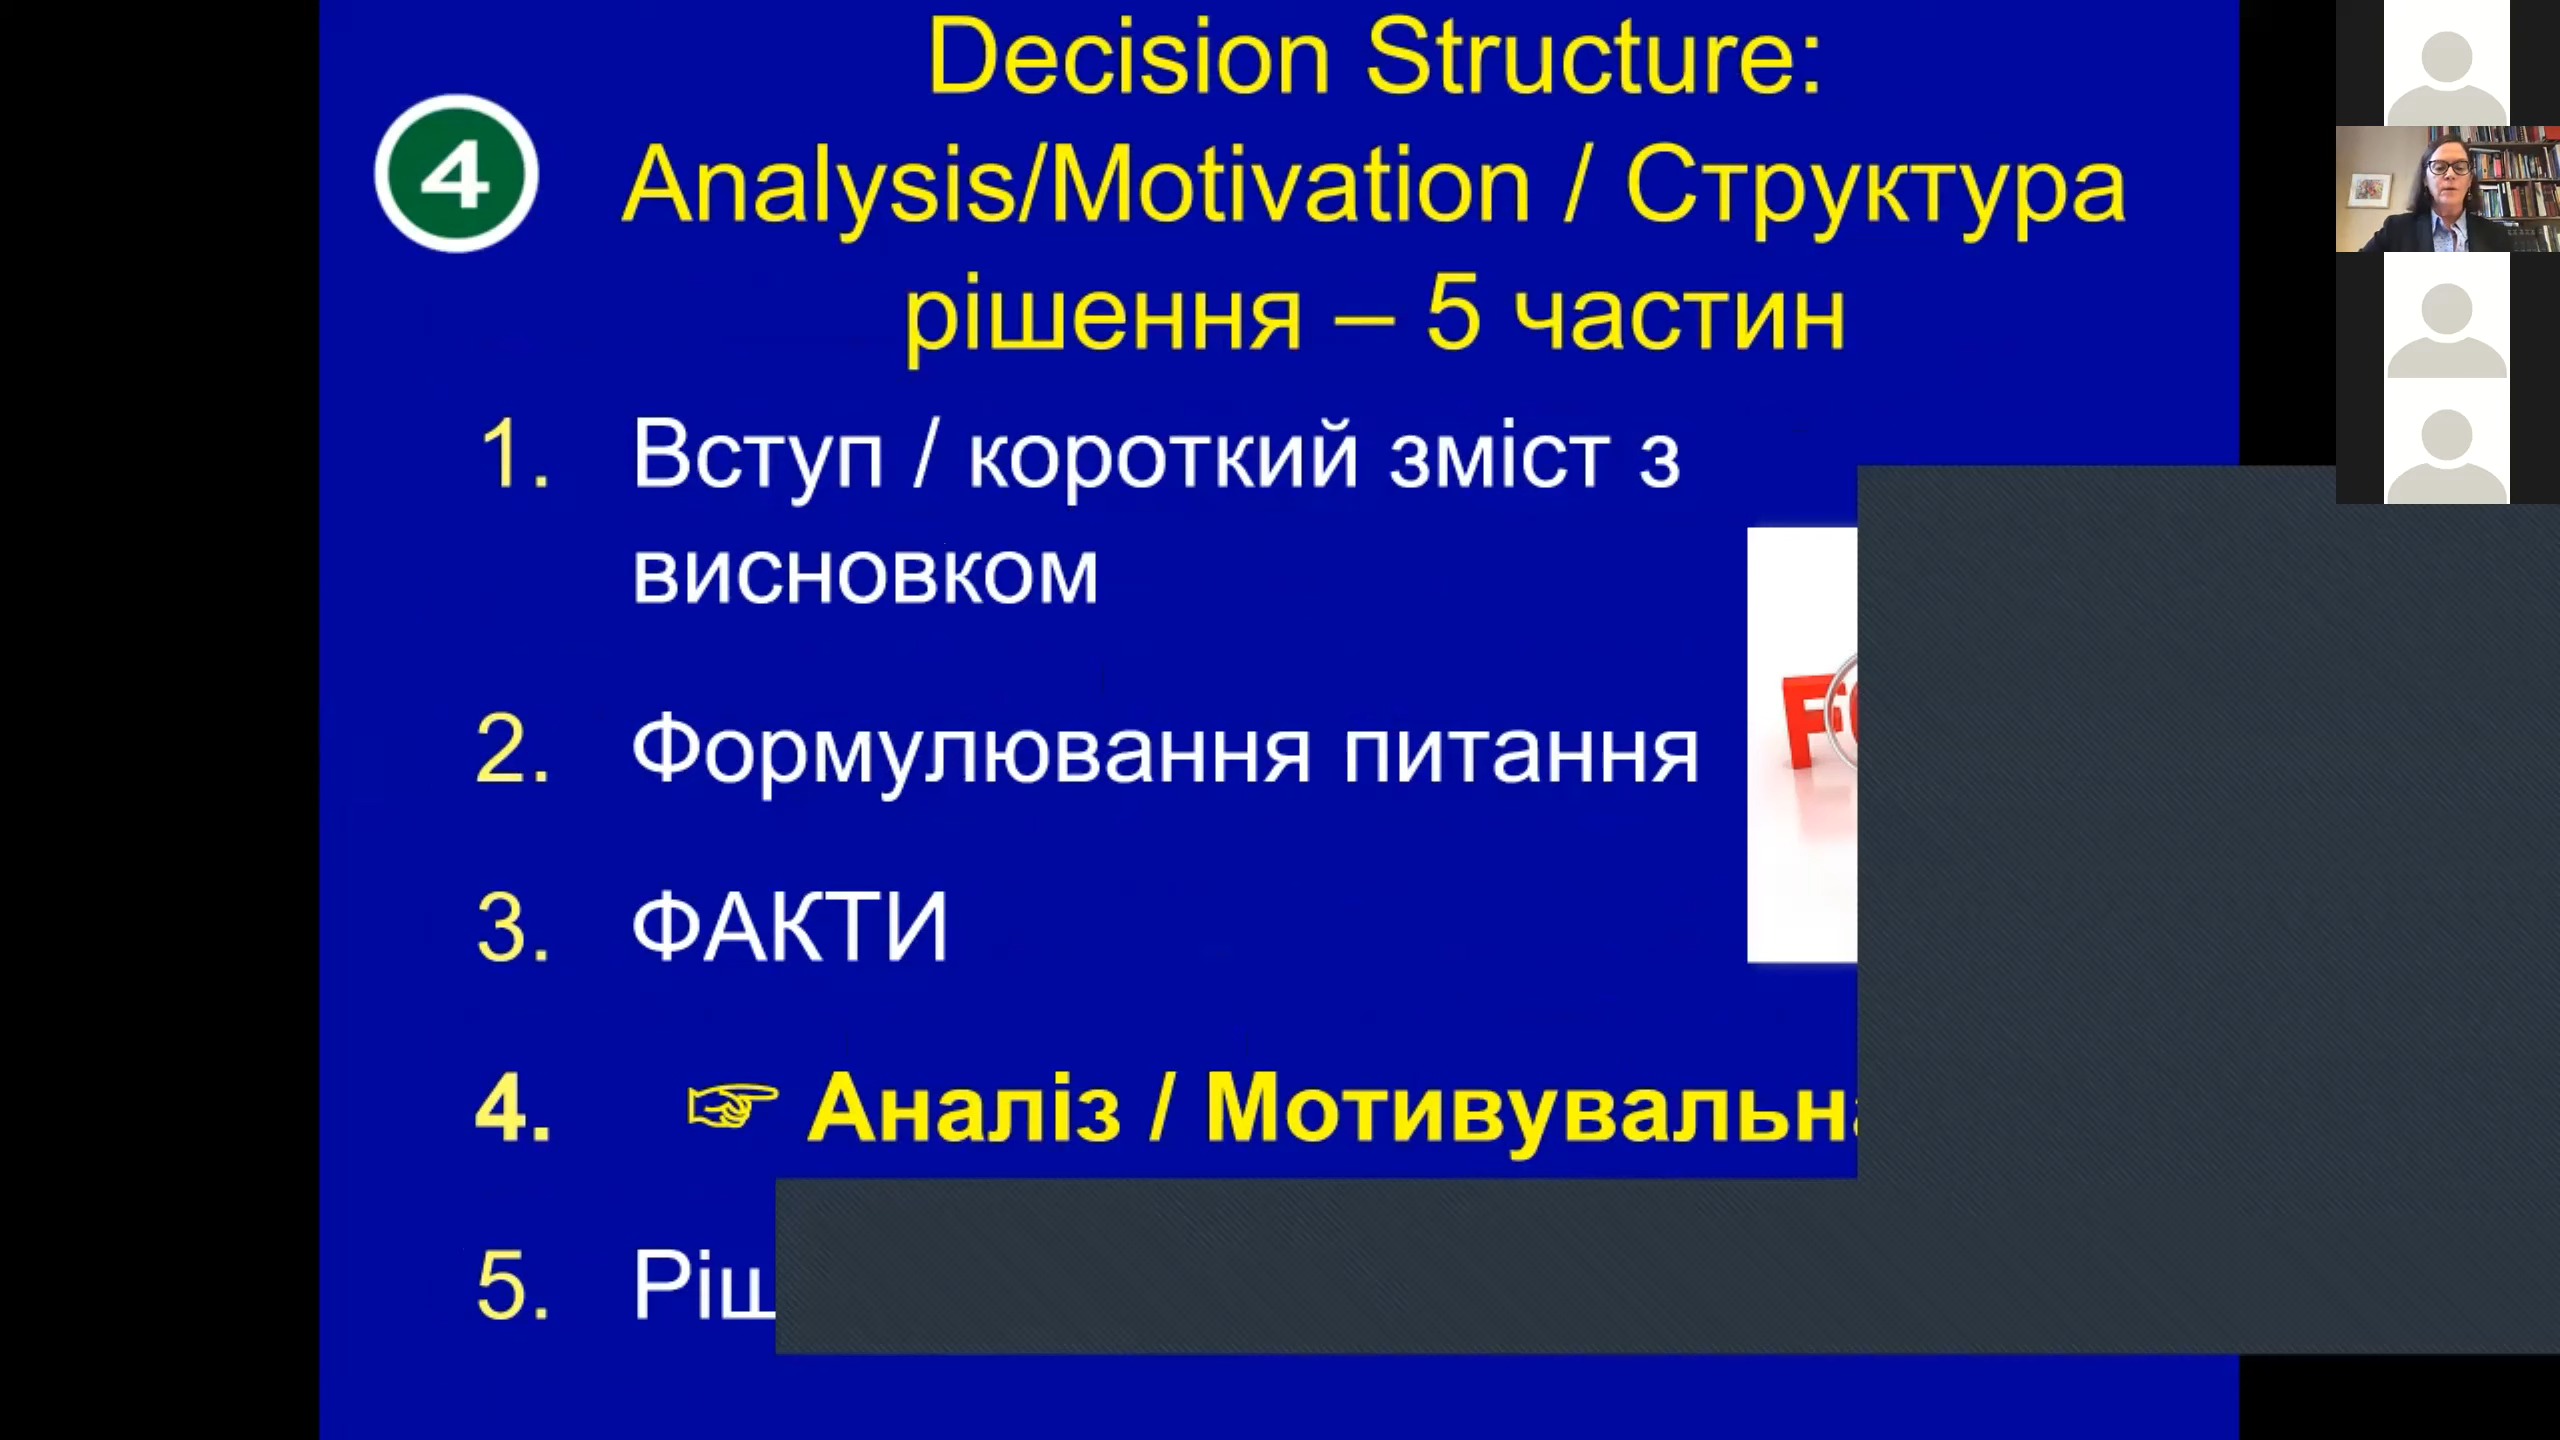 Decision Structure:
4
Analysis/Motivation / Структура
рішення – 5 частин
1. Вступ / короткий зміст з
висновком
2. Формулювання питання
3. ФАКТИ
4. ☞ Аналіз / Мотивувальн
5.